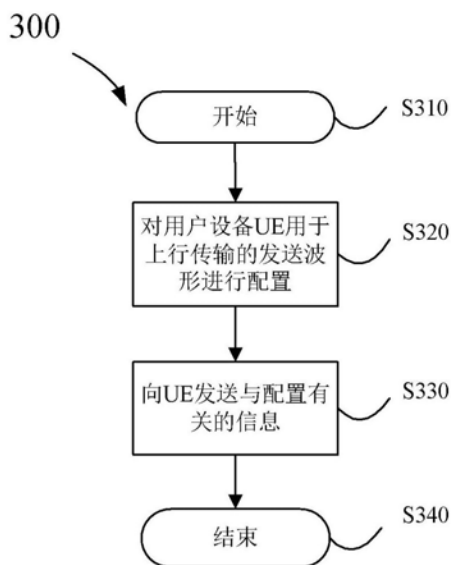 300
开始
S310
对用户设备UE用于
上行传输的发送波
形进行配置
S320
向UE发送与配置有
关的信息
S330
结束
S340